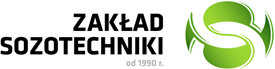 ZAKŁAD
SOZOTECHNIKI
od 1990 r.